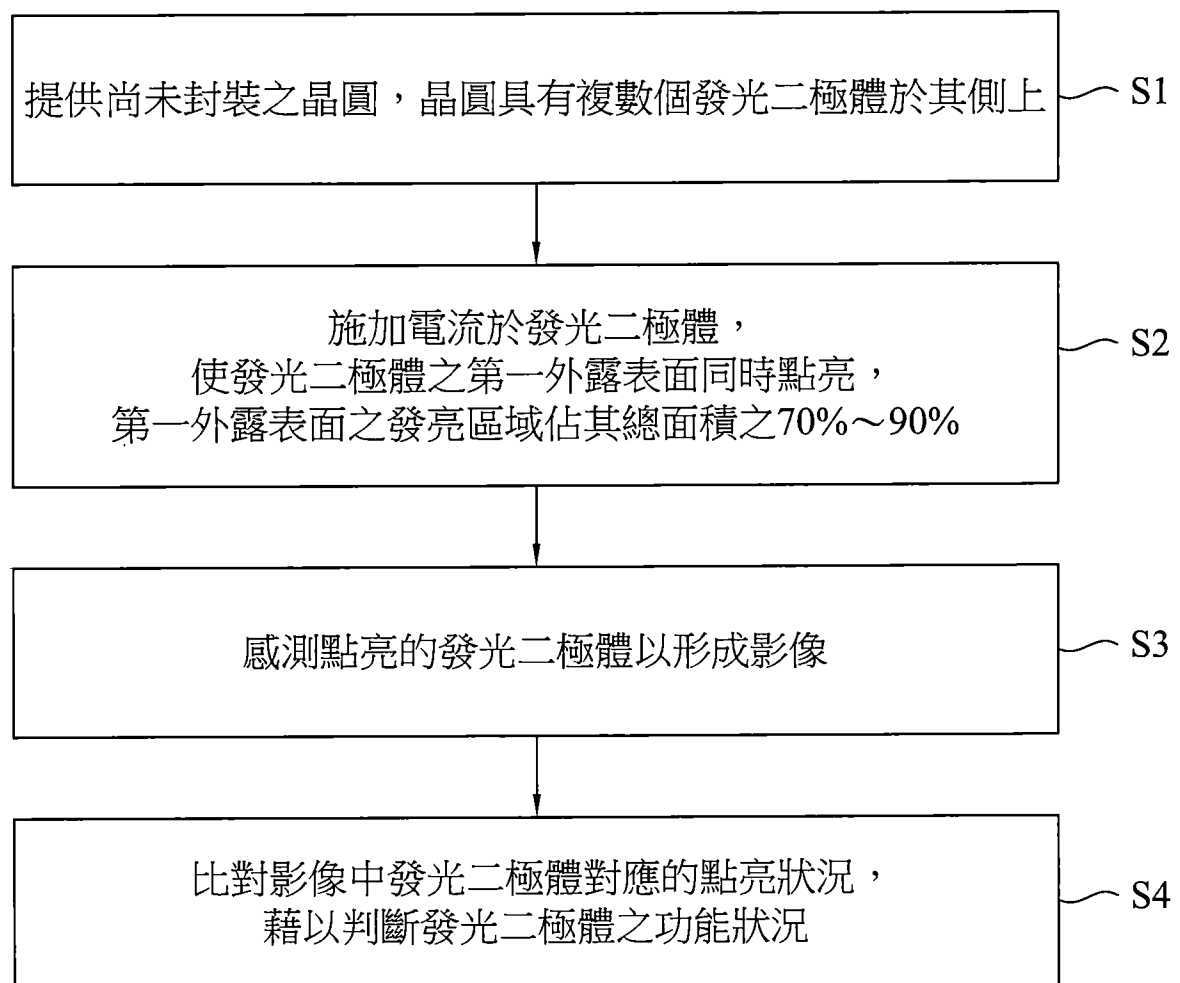 提供尚未封裝之晶圓，晶圓具有複數個發光二極體於其側上
S1
施加電流於發光二極體，
使發光二極體之第一外露表面同時點亮，
第一外露表面之發亮區域佔其總面積之70%～90%
S2
感測點亮的發光二極體以形成影像
S3
比對影像中發光二極體對應的點亮狀況，
藉以判斷發光二極體之功能狀況
S4